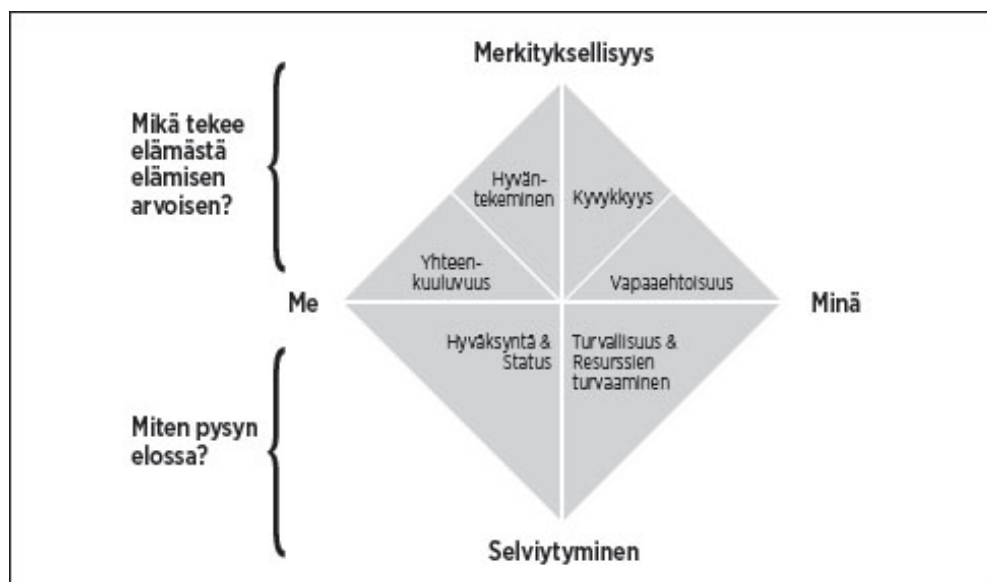 Merkityksellisyys
Mikä tekee
elämästä
elämisen
arvoisen?
Hyvän-
tekeminen
Kyvykkyys
Yhteen-
kuuluvuus
Vapaaehtoisuus
Me
Minä
Hyväksyntä &
Status
Turvallisuus &
Resurssien
turvaaminen
Miten pysyn
elossa?
Selviytyminen